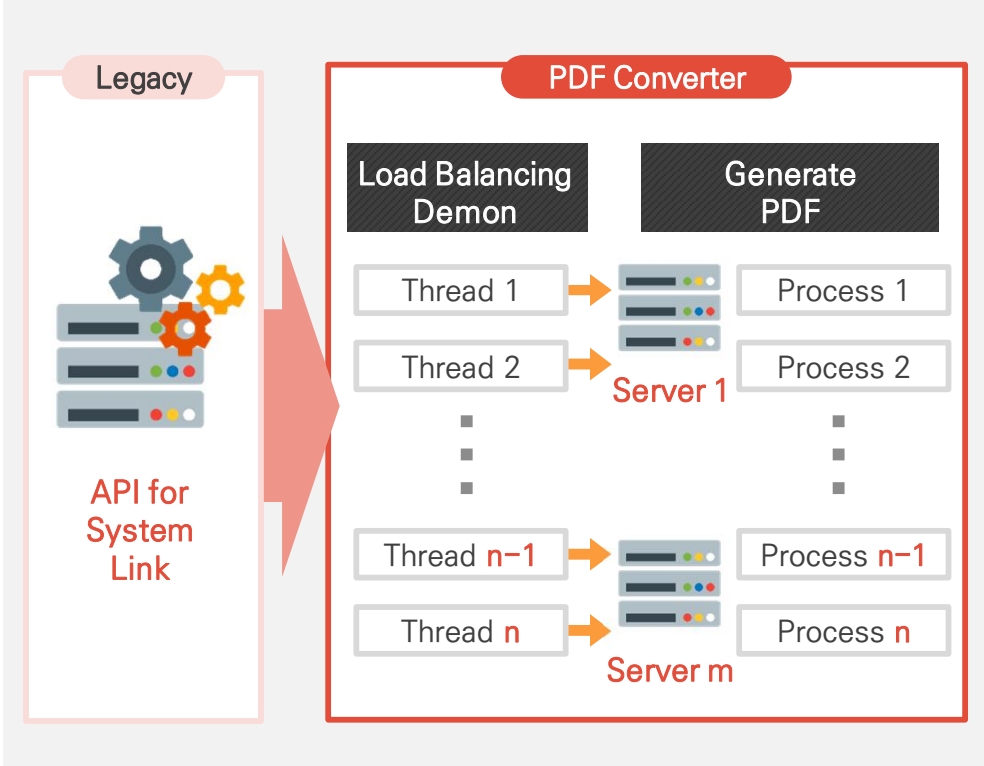 Legacy
PDF Converter
Load Balancing
Demon
Generate
PDF
API for
System
Link
Thread 1
Process 1
Thread 2
Process 2
Server 1
Thread n-1
Process n-1
Thread n
Process n
Server m